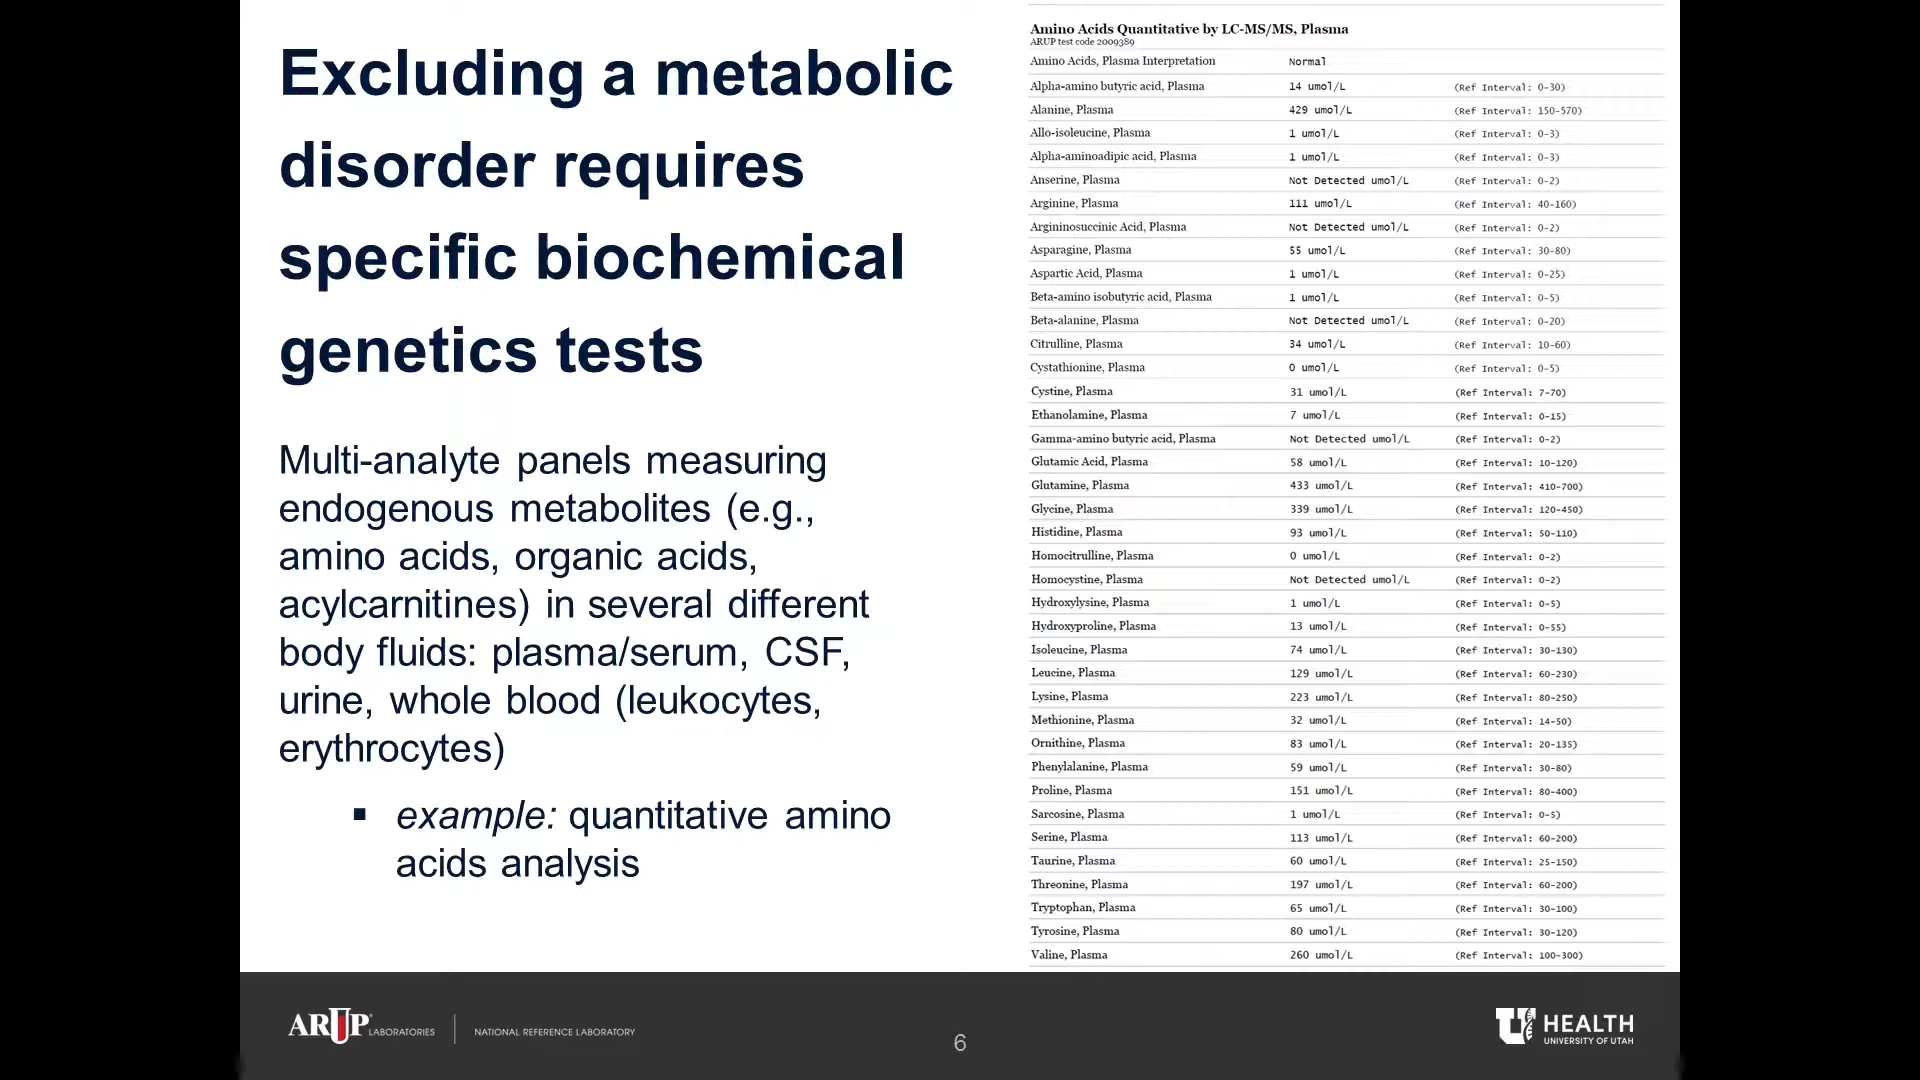 Excluding a metabolic
disorder requires
specific biochemical
genetics tests
Multi-analyte panels measuring
endogenous metabolites (e.g.,
amino acids, organic acids,
acylcarnitines) in several different
body fluids: plasma/serum, CSF,
urine, whole blood (leukocytes,
erythrocytes)
▪ example: quantitative amino
acids analysis
Amino Acids Quantitative by LC-MS/MS, Plasma
ARUP test code 2009389
Amino Acids, Plasma Interpretation Normal
Alpha-amino butyric acid, Plasma 14 umol/L (Ref Interval: 0-30)
Alanine, Plasma 429 umol/L (Ref Interval: 150-570)
Allo-isoleucine, Plasma 1 umol/L (Ref Interval: 0-3)
Alpha-aminoadipic acid, Plasma 1 umol/L (Ref Interval: 0-3)
Anserine, Plasma Not Detected umol/L (Ref Interval: 0-2)
Arginine, Plasma 111 umol/L (Ref Interval: 40-160)
Argininosuccinic Acid, Plasma Not Detected umol/L (Ref Interval: 0-2)
Asparagine, Plasma 55 umol/L (Ref Interval: 30-80)
Aspartic Acid, Plasma 1 umol/L (Ref Interval: 0-25)
Beta-amino isobutyric acid, Plasma 1 umol/L (Ref Interval: 0-5)
Beta-alanine, Plasma Not Detected umol/L (Ref Interval: 0-20)
Citrulline, Plasma 34 umol/L (Ref Interval: 10-60)
Cystathionine, Plasma 0 umol/L (Ref Interval: 0-5)
Cystine, Plasma 31 umol/L (Ref Interval: 7-70)
Ethanolamine, Plasma 7 umol/L (Ref Interval: 0-15)
Gamma-amino butyric acid, Plasma Not Detected umol/L (Ref Interval: 0-2)
Glutamic Acid, Plasma 58 umol/L (Ref Interval: 10-120)
Glutamine, Plasma 433 umol/L (Ref Interval: 410-700)
Glycine, Plasma 339 umol/L (Ref Interval: 120-450)
Histidine, Plasma 93 umol/L (Ref Interval: 50-110)
Homocitrulline, Plasma 0 umol/L (Ref Interval: 0-2)
Homocystine, Plasma Not Detected umol/L (Ref Interval: 0-2)
Hydroxylysine, Plasma 1 umol/L (Ref Interval: 0-5)
Hydroxyproline, Plasma 13 umol/L (Ref Interval: 0-55)
Isoleucine, Plasma 74 umol/L (Ref Interval: 30-130)
Leucine, Plasma 129 umol/L (Ref Interval: 60-230)
Lysine, Plasma 223 umol/L (Ref Interval: 80-250)
Methionine, Plasma 32 umol/L (Ref Interval: 14-50)
Ornithine, Plasma 83 umol/L (Ref Interval: 20-135)
Phenylalanine, Plasma 59 umol/L (Ref Interval: 30-80)
Proline, Plasma 151 umol/L (Ref Interval: 80-400)
Sarcosine, Plasma 1 umol/L (Ref Interval: 0-5)
Serine, Plasma 113 umol/L (Ref Interval: 60-200)
Taurine, Plasma 60 umol/L (Ref Interval: 25-150)
Threonine, Plasma 197 umol/L (Ref Interval: 60-200)
Tryptophan, Plasma 65 umol/L (Ref Interval: 30-100)
Tyrosine, Plasma 80 umol/L (Ref Interval: 30-120)
Valine, Plasma 260 umol/L (Ref Interval: 100-300)
ARUP LABORATORIES NATIONAL REFERENCE LABORATORY
6
U HEALTH
UNIVERSITY OF UTAH